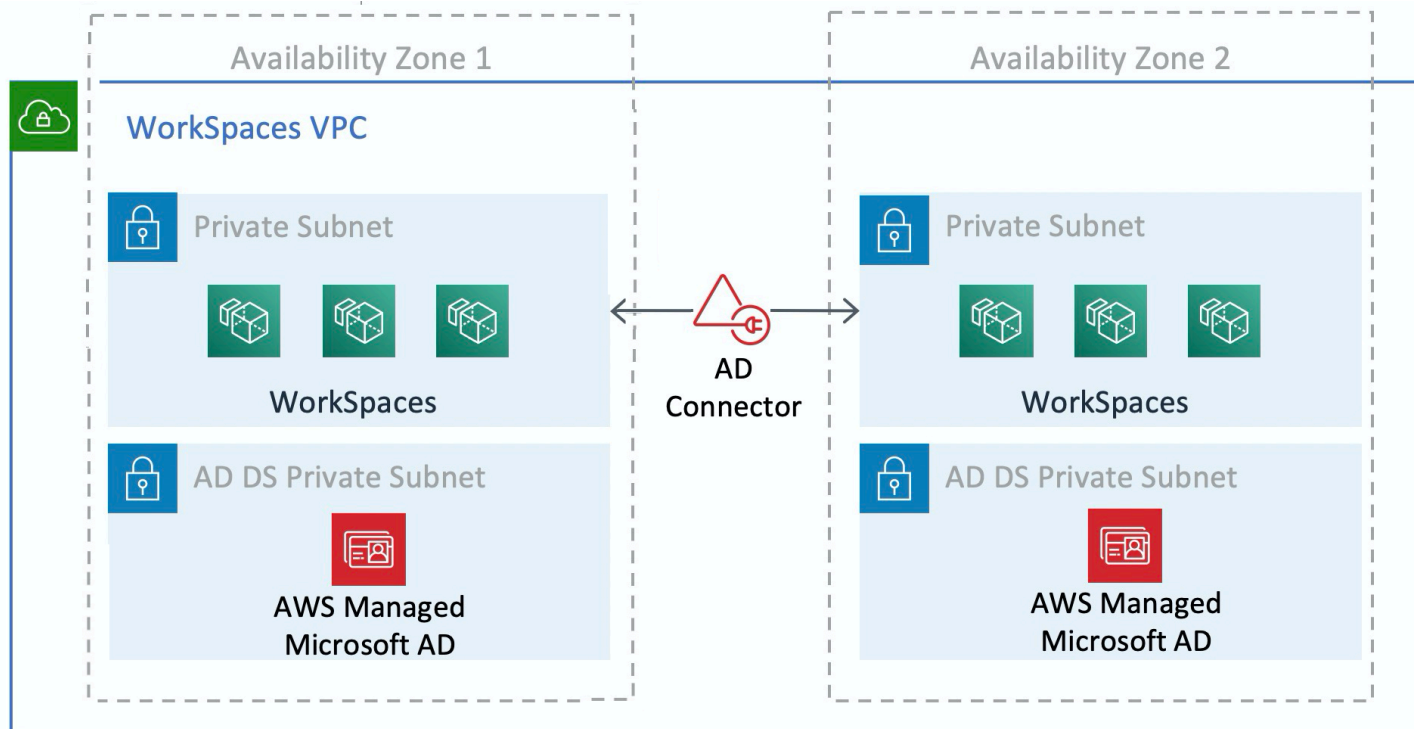 Availability Zone 1
Availability Zone 2
WorkSpaces VPC
Private Subnet
WorkSpaces
AD
Connector
Private Subnet
WorkSpaces
AD DS Private Subnet
AWS Managed
Microsoft AD
AD DS Private Subnet
AWS Managed
Microsoft AD